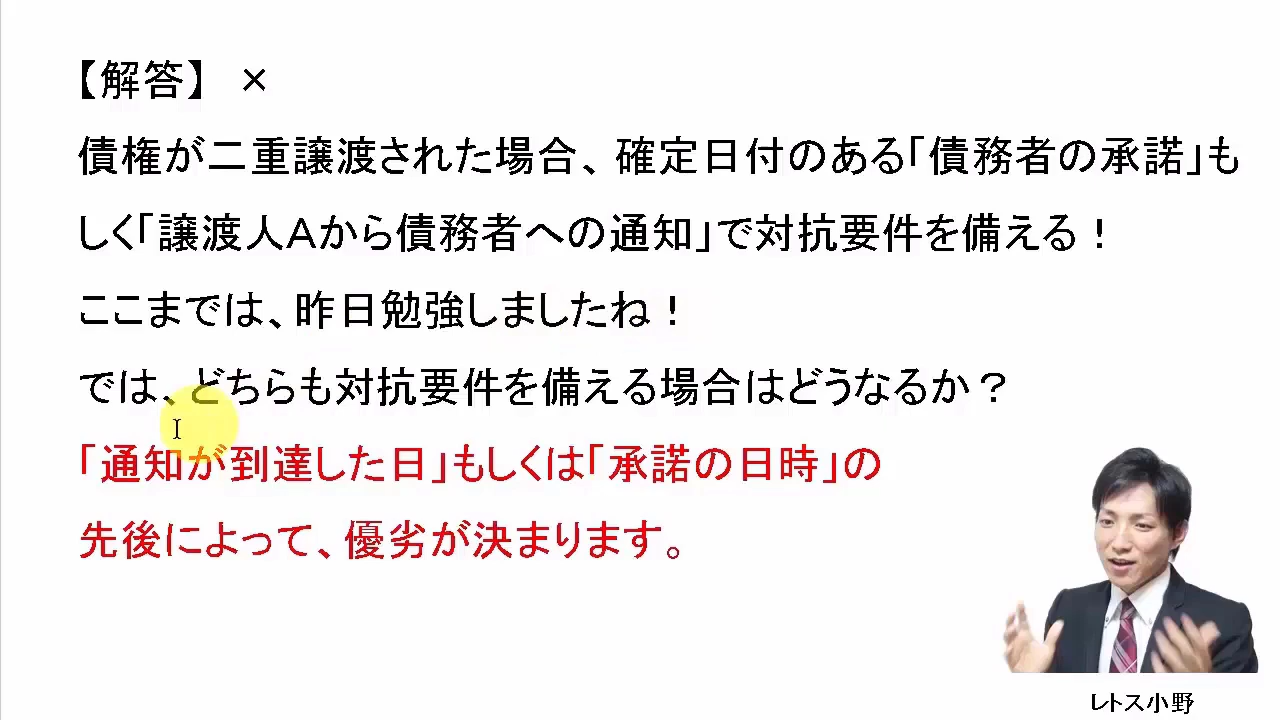 【解答】 ×
債権が二重譲渡された場合、確定日付のある「債務者の承諾」も
しく「譲渡人Aから債務者への通知」で対抗要件を備える！
ここまでは、昨日勉強しましたね！
では、どちらも対抗要件を備える場合はどうなるか？
「通知が到達した日」もしくは「承諾の日時」の
先後によって、優劣が決まります。
レトス小野